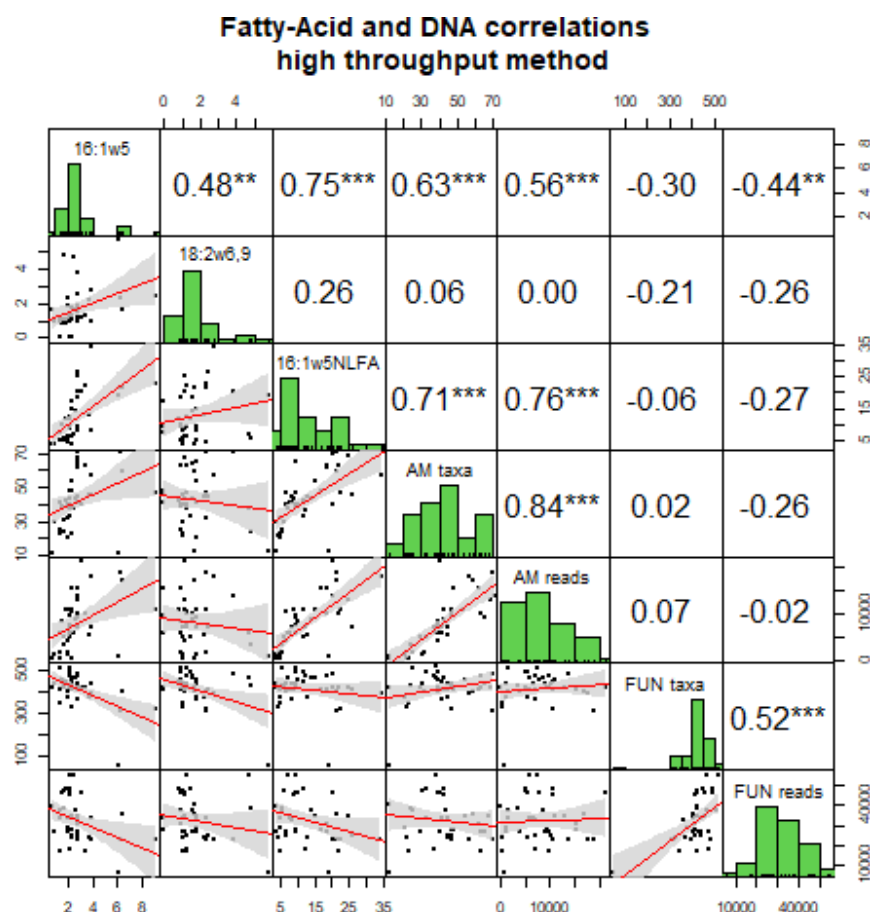 Fatty-Acid and DNA correlations
high throughput method
0 2 4 10 30 50 70 100 300 500
16:1w5 0.48** 0.75*** 0.63*** 0.56*** -0.30 -0.44** 2 4 6 8
0 2 4 18:2w6,9 0.26 0.06 0.00 -0.21 -0.26
16:1w5NLFA 0.71*** 0.76*** -0.06 -0.27 5 15 25 35
10 30 50 70 AM taxa 0.84*** 0.02 -0.26
AM reads 0.07 -0.02 0 10000
100 300 500 FUN taxa 0.52***
FUN reads 10000 40000
2 4 6 8 5 15 25 35 0 10000 10000 40000